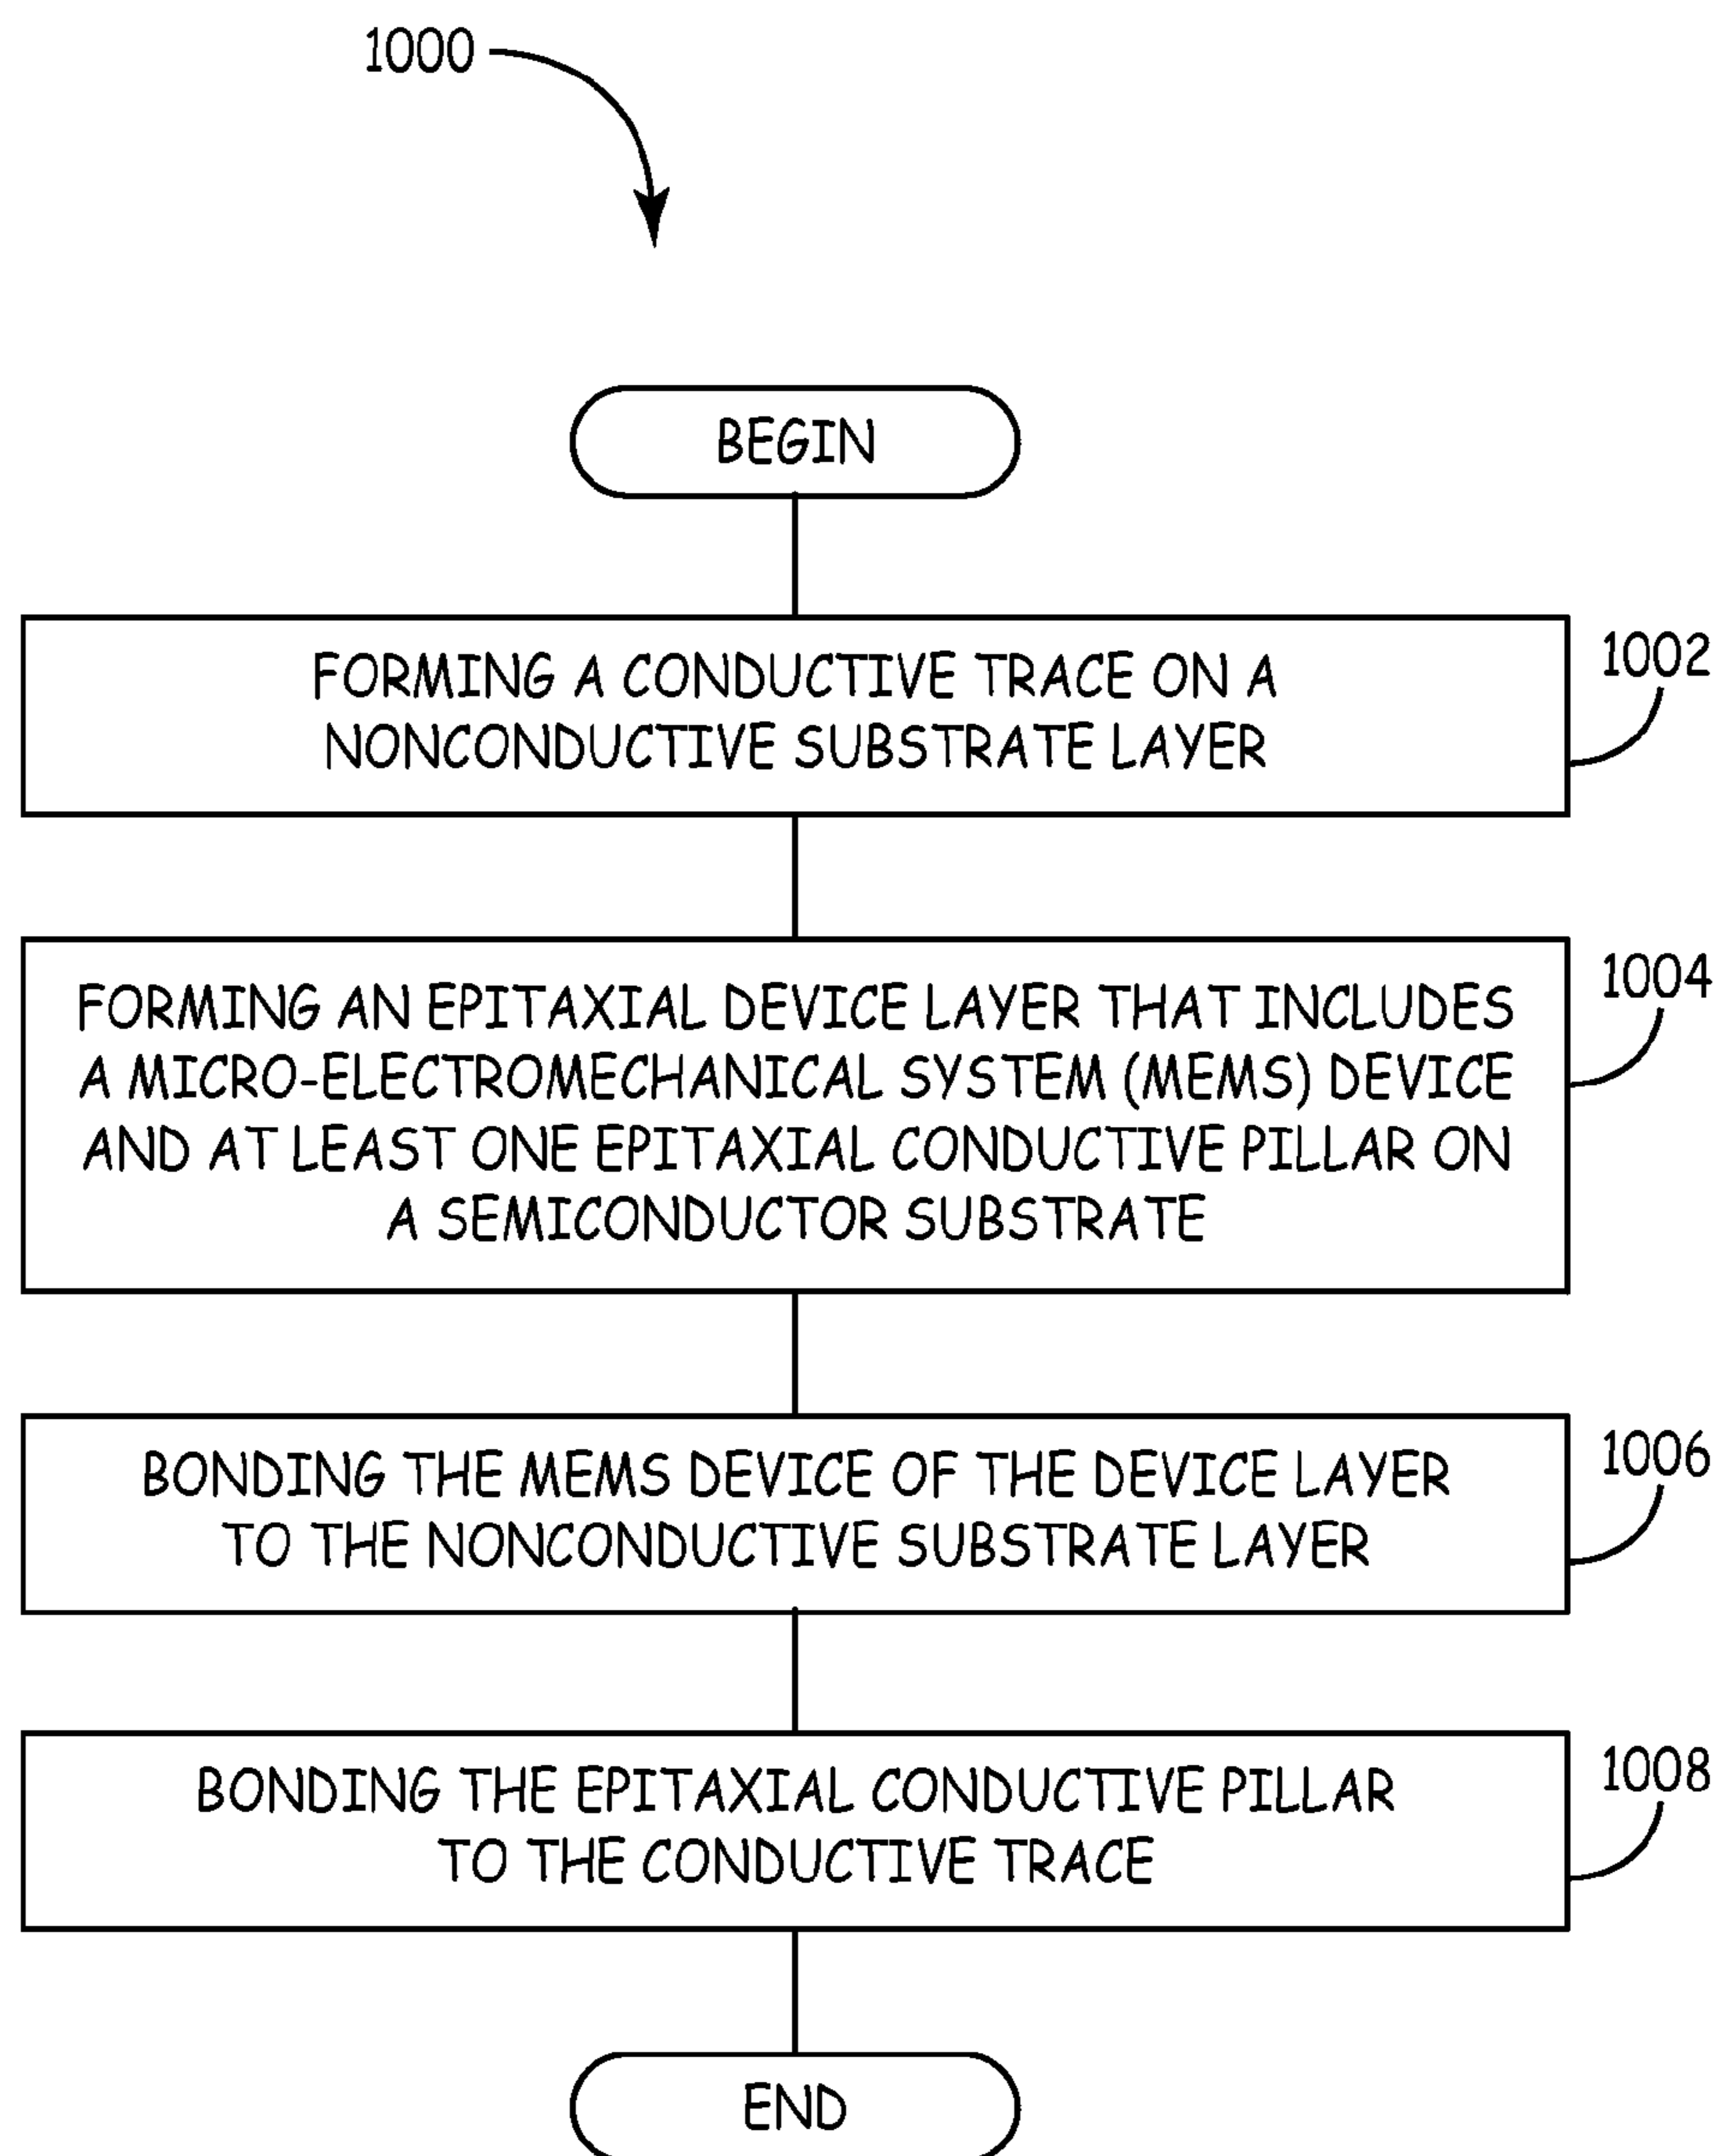 1000
BEGIN
FORMING A CONDUCTIVE TRACE ON A
NONCONDUCTIVE SUBSTRATE LAYER
1002
FORMING AN EPITAXIAL DEVICE LAYER THAT INCLUDES
A MICRO-ELECTROMECHANICAL SYSTEM (MEMS) DEVICE
AND AT LEAST ONE EPITAXIAL CONDUCTIVE PILLAR ON
A SEMICONDUCTOR SUBSTRATE
1004
BONDING THE MEMS DEVICE OF THE DEVICE LAYER
TO THE NONCONDUCTIVE SUBSTRATE LAYER
1006
BONDING THE EPITAXIAL CONDUCTIVE PILLAR
TO THE CONDUCTIVE TRACE
1008
END